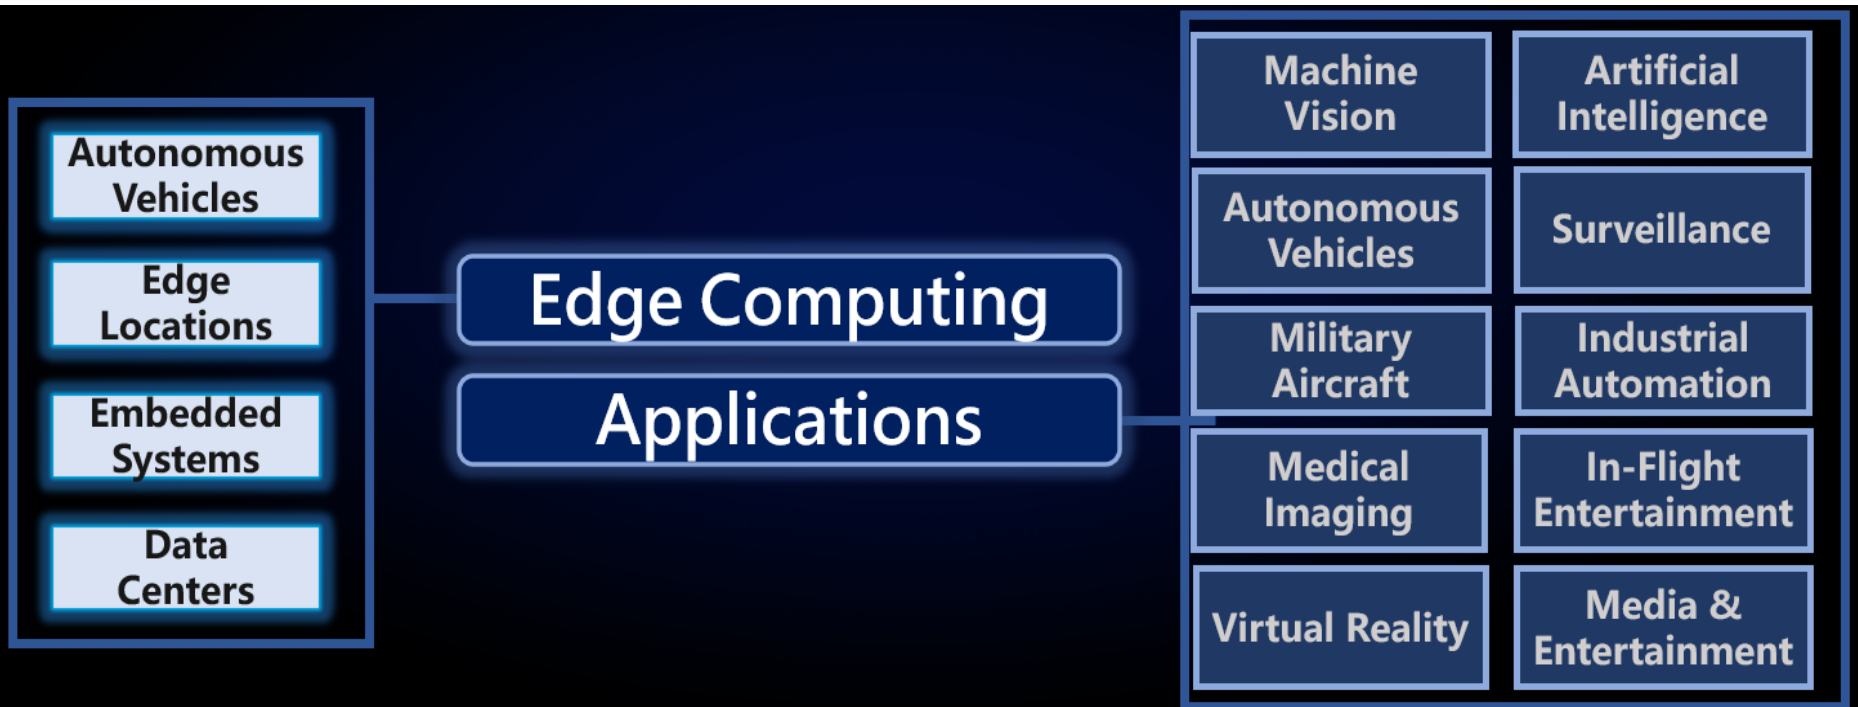 Autonomous
Vehicles
Edge
Locations
Embedded
Systems
Data
Centers
Edge Computing
Applications
Machine
Vision
Artificial
Intelligence
Autonomous
Vehicles
Surveillance
Military
Aircraft
Industrial
Automation
Medical
Imaging
In-Flight
Entertainment
Virtual Reality
Media &
Entertainment